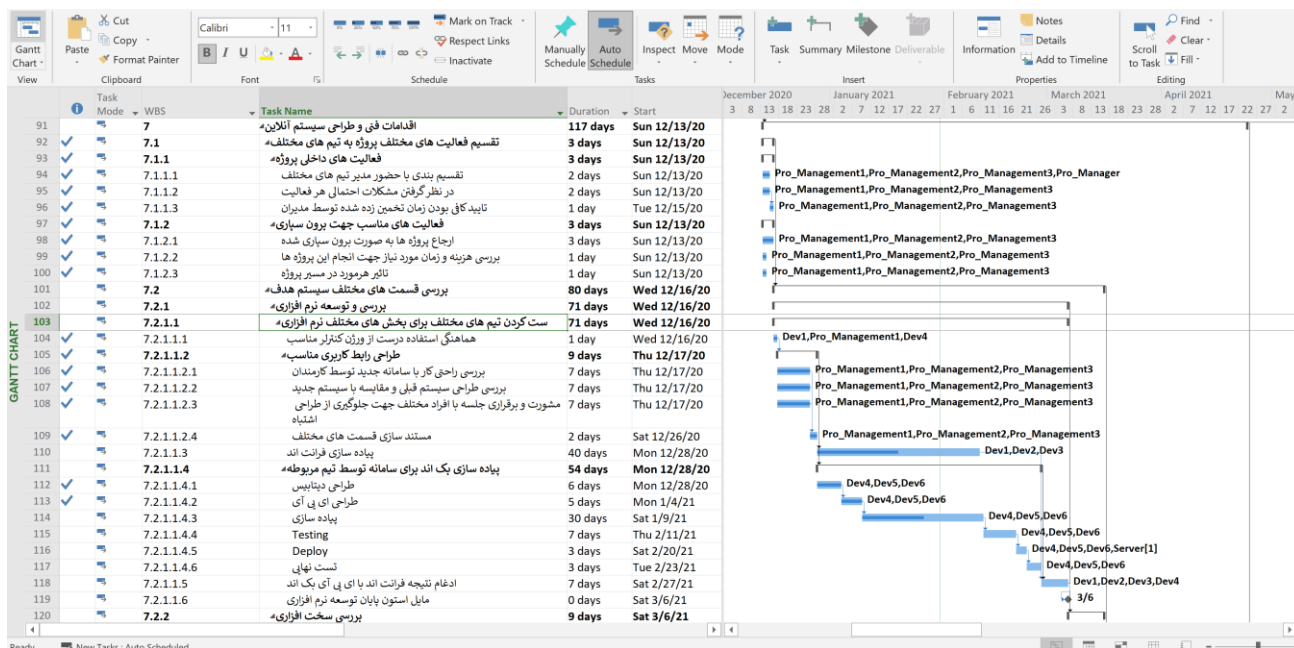 Cut
Copy
Format Painter
Paste
Gantt
Chart
View
Clipboard
Calibri
11
B I U A
Font
Mark on Track
Respect Links
Inactivate
Schedule
Manually
Schedule
Auto
Schedule
Inspect Move Mode
Tasks
Task Summary Milestone Deliverable
Insert
Information
Notes
Details
Add to Timeline
Properties
Scroll
to Task
Find
Clear
Fill
Editing
Task
Mode WBS Task Name Duration Start
December 2020 January 2021 February 2021 March 2021 April 2021 May
3 8 13 18 23 28 2 7 12 17 22 27 1 6 11 16 21 26 3 8 13 18 23 28 2 7 12 17 22 27 2
GANTT CHART
91 7 اقدامات فنی و طراحی سیستم آنلاین 117 days Sun 12/13/20
92 7.1 تقسیم فعالیت های مختلف پروژه به تیم های مختلف 3 days Sun 12/13/20
93 7.1.1 فعالیت های داخلی پروژه 3 days Sun 12/13/20
94 7.1.1.1 تقسیم بندی با حضور مدیر تیم های مختلف 2 days Sun 12/13/20 Pro_Management1,Pro_Management2,Pro_Management3,Pro_Manager
95 7.1.1.2 در نظر گرفتن مشکلات احتمالی هر فعالیت 2 days Sun 12/13/20 Pro_Management1,Pro_Management2,Pro_Management3
96 7.1.1.3 تایید کافی بودن زمان تخمین زده شده توسط مدیران 1 day Tue 12/15/20 Pro_Management1,Pro_Management2,Pro_Management3
97 7.1.2 فعالیت های مناسب جهت برون سپاری 3 days Sun 12/13/20
98 7.1.2.1 ارجاع پروژه ها به صورت برون سپاری شده 3 days Sun 12/13/20 Pro_Management1,Pro_Management2,Pro_Management3
99 7.1.2.2 بررسی هزینه و زمان مورد نیاز جهت انجام این پروژه ها 1 day Sun 12/13/20 Pro_Management1,Pro_Management2,Pro_Management3
100 7.1.2.3 تاثیر هرمورد در مسیر پروژه 1 day Sun 12/13/20 Pro_Management1,Pro_Management2,Pro_Management3
101 7.2 بررسی قسمت های مختلف سیستم هدف 80 days Wed 12/16/20
102 7.2.1 بررسی و توسعه نرم افزاری 71 days Wed 12/16/20
103 7.2.1.1 ست کردن تیم های مختلف برای بخش های مختلف نرم افزاری 71 days Wed 12/16/20
104 7.2.1.1.1 هماهنگی استفاده درست از ورژن کنترلر مناسب 1 day Wed 12/16/20 Dev1,Pro_Management1,Dev4
105 7.2.1.1.2 طراحی رابط کاربری مناسب 9 days Thu 12/17/20
106 7.2.1.1.2.1 بررسی راحتی کار با سامانه جدید توسط کارمندان 7 days Thu 12/17/20 Pro_Management1,Pro_Management2,Pro_Management3
107 7.2.1.1.2.2 بررسی طراحی سیستم قبلی و مقایسه با سیستم جدید 7 days Thu 12/17/20 Pro_Management1,Pro_Management2,Pro_Management3
108 7.2.1.1.2.3 مشورت و برقراری جلسه با افراد مختلف جهت جلوگیری از طراحی 7 days Thu 12/17/20 Pro_Management1,Pro_Management2,Pro_Management3
اشتباه
109 7.2.1.1.2.4 مستند سازی قسمت های مختلف 2 days Sat 12/26/20 Pro_Management1,Pro_Management2,Pro_Management3
110 7.2.1.1.3 پیاده سازی فرانت اند 40 days Mon 12/28/20 Dev1,Dev2,Dev3
111 7.2.1.1.4 پیاده سازی بک اند برای سامانه توسط تیم مربوطه 54 days Mon 12/28/20
112 7.2.1.1.4.1 طراحی دیتابیس 6 days Mon 12/28/20 Dev4,Dev5,Dev6
113 7.2.1.1.4.2 طراحی ای پی آی 5 days Mon 1/4/21 Dev4,Dev5,Dev6
114 7.2.1.1.4.3 پیاده سازی 30 days Sat 1/9/21 Dev4,Dev5,Dev6
115 7.2.1.1.4.4 Testing 7 days Thu 2/11/21 Dev4,Dev5,Dev6
116 7.2.1.1.4.5 Deploy 3 days Sat 2/20/21 Dev4,Dev5,Dev6,Server[1]
117 7.2.1.1.4.6 تست نهایی 3 days Tue 2/23/21 Dev4,Dev5,Dev6
118 7.2.1.1.5 ادغام نتیجه فرانت اند با ای پی آی بک اند 7 days Sat 2/27/21 Dev1,Dev2,Dev3,Dev4
119 7.2.1.1.6 مایل استون پایان توسعه نرم افزاری 0 days Sat 3/6/21 3/6
120 7.2.2 بررسی سخت افزاری 9 days Sat 3/6/21
Ready New Tasks : Auto Scheduled